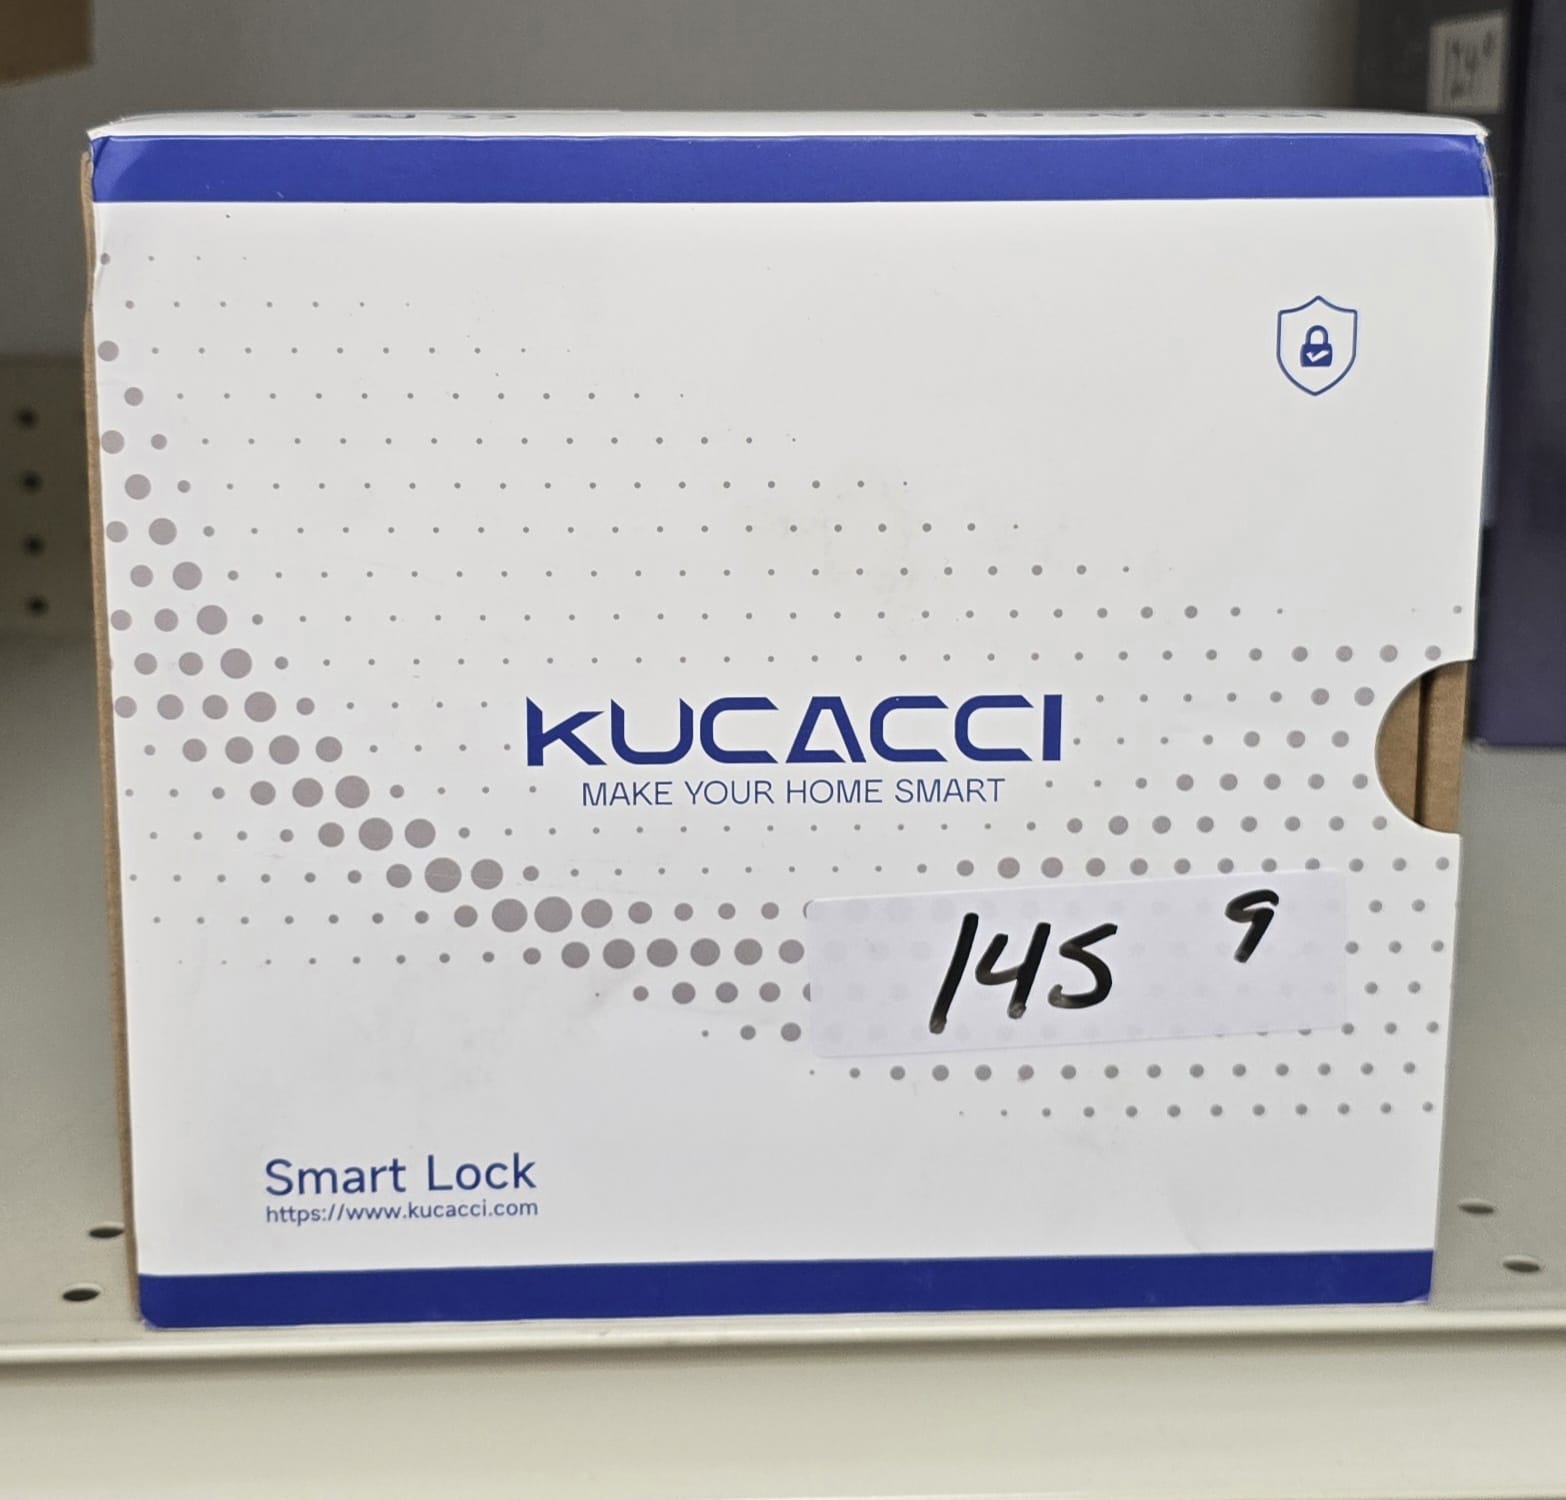 KUCACCI
MAKE YOUR HOME SMART
145 9
Smart Lock
https://www.kucacci.com